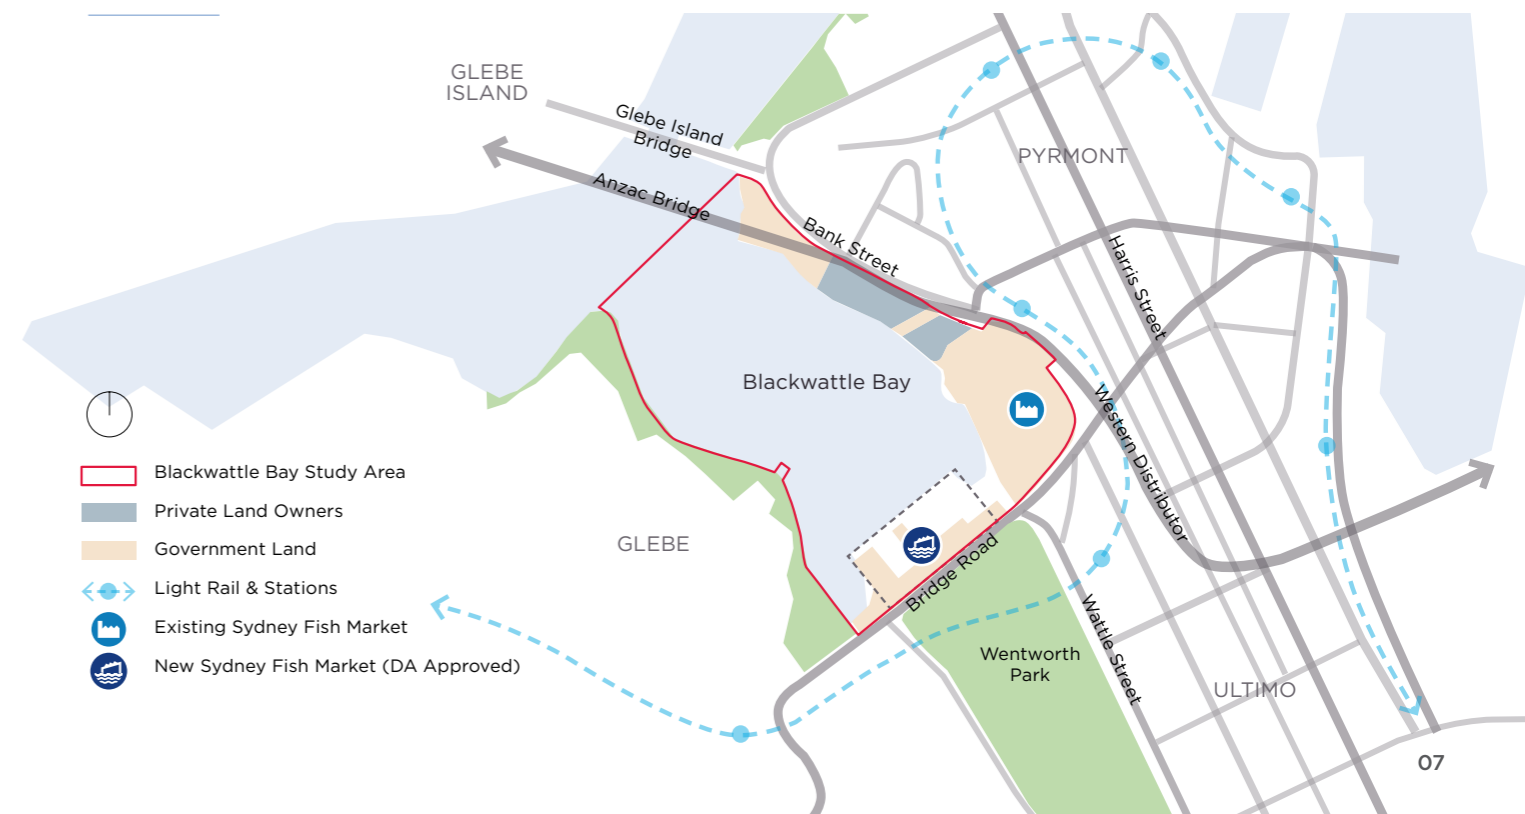 GLEBE
ISLAND
Glebe Island
Bridge
Anzac Bridge
Bank Street
PYRMONT
Harris Street
Blackwattle Bay
Western Distributor
Blackwattle Bay Study Area
Private Land Owners
Government Land
Light Rail & Stations
Existing Sydney Fish Market
New Sydney Fish Market (DA Approved)
GLEBE
Bridge Road
Wattle Street
Wentworth
Park
ULTIMO
07